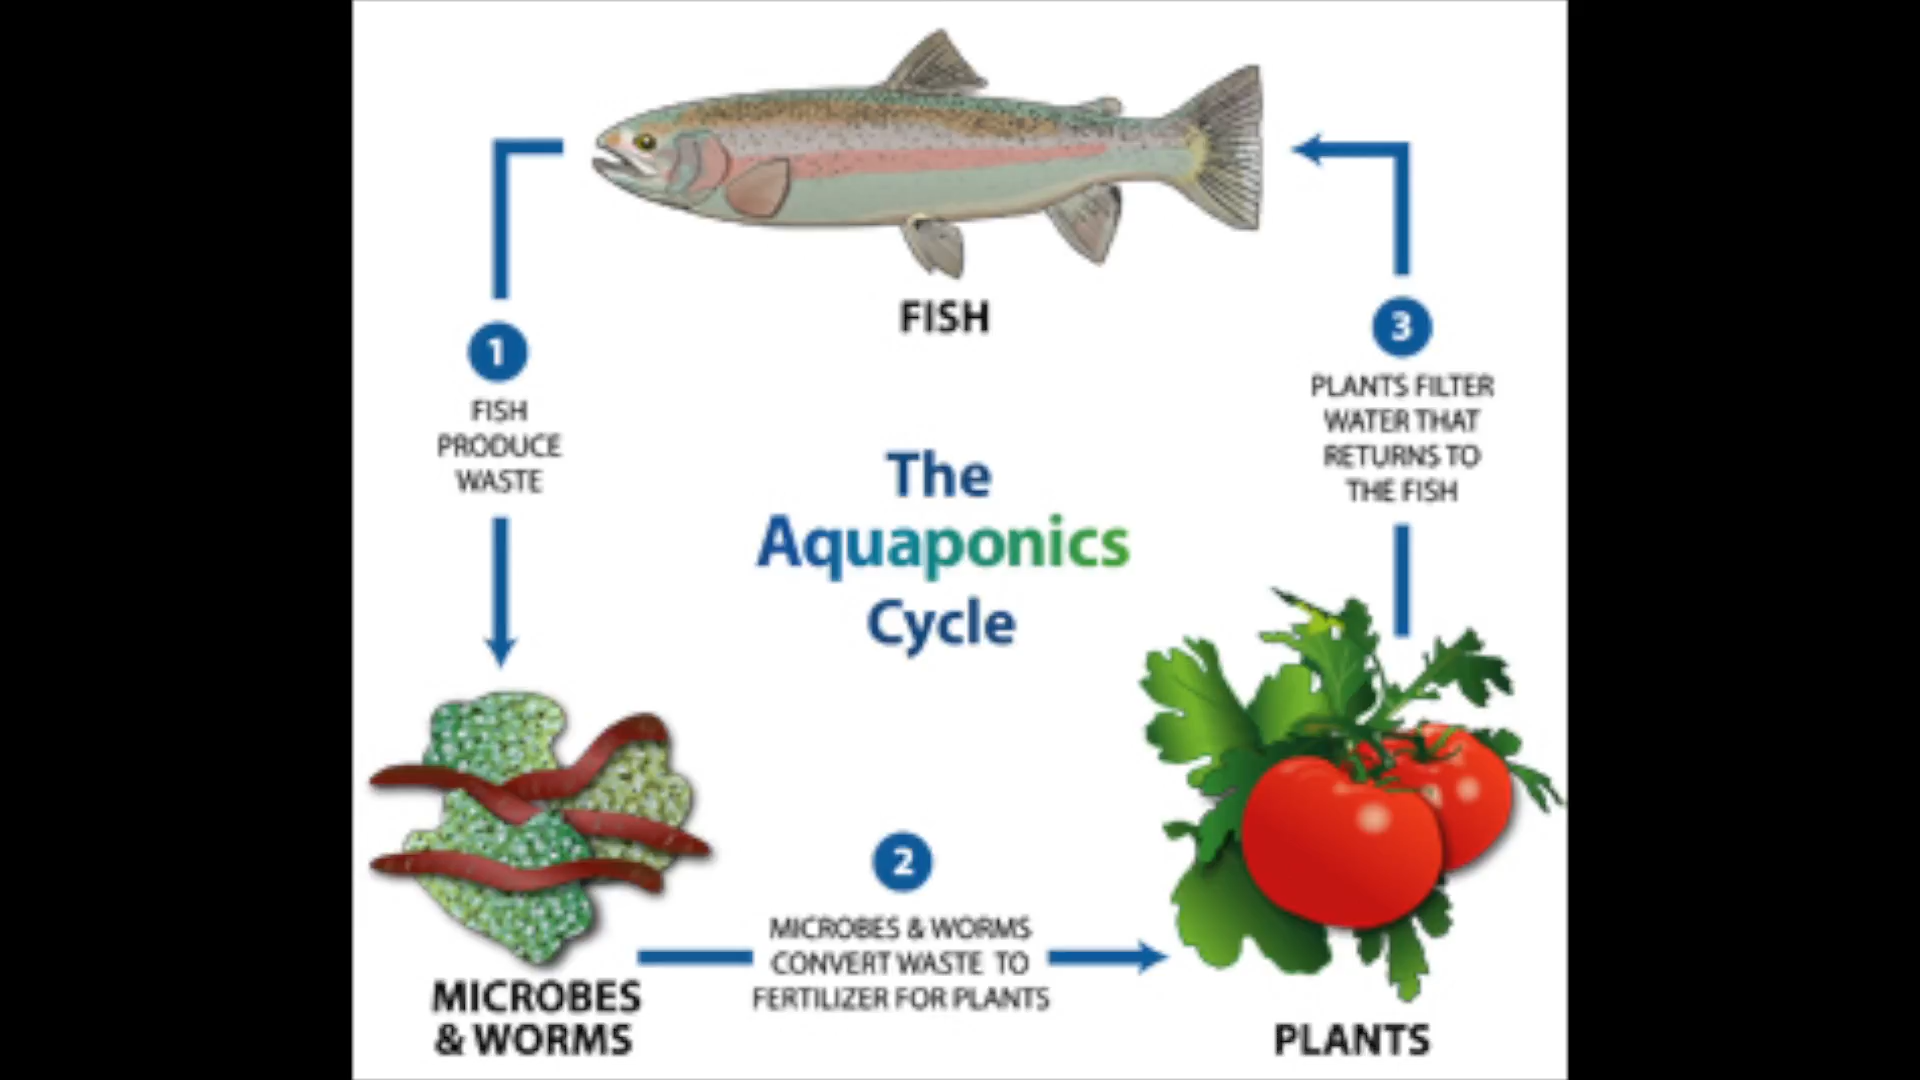 FISH
1
FISH
PRODUCE
WASTE
3
PLANTS FILTER
WATER THAT
RETURNS TO
THE FISH
The
Aquaponics
Cycle
2
MICROBES & WORMS
CONVERT WASTE TO
FERTILIZER FOR PLANTS
MICROBES
& WORMS
PLANTS